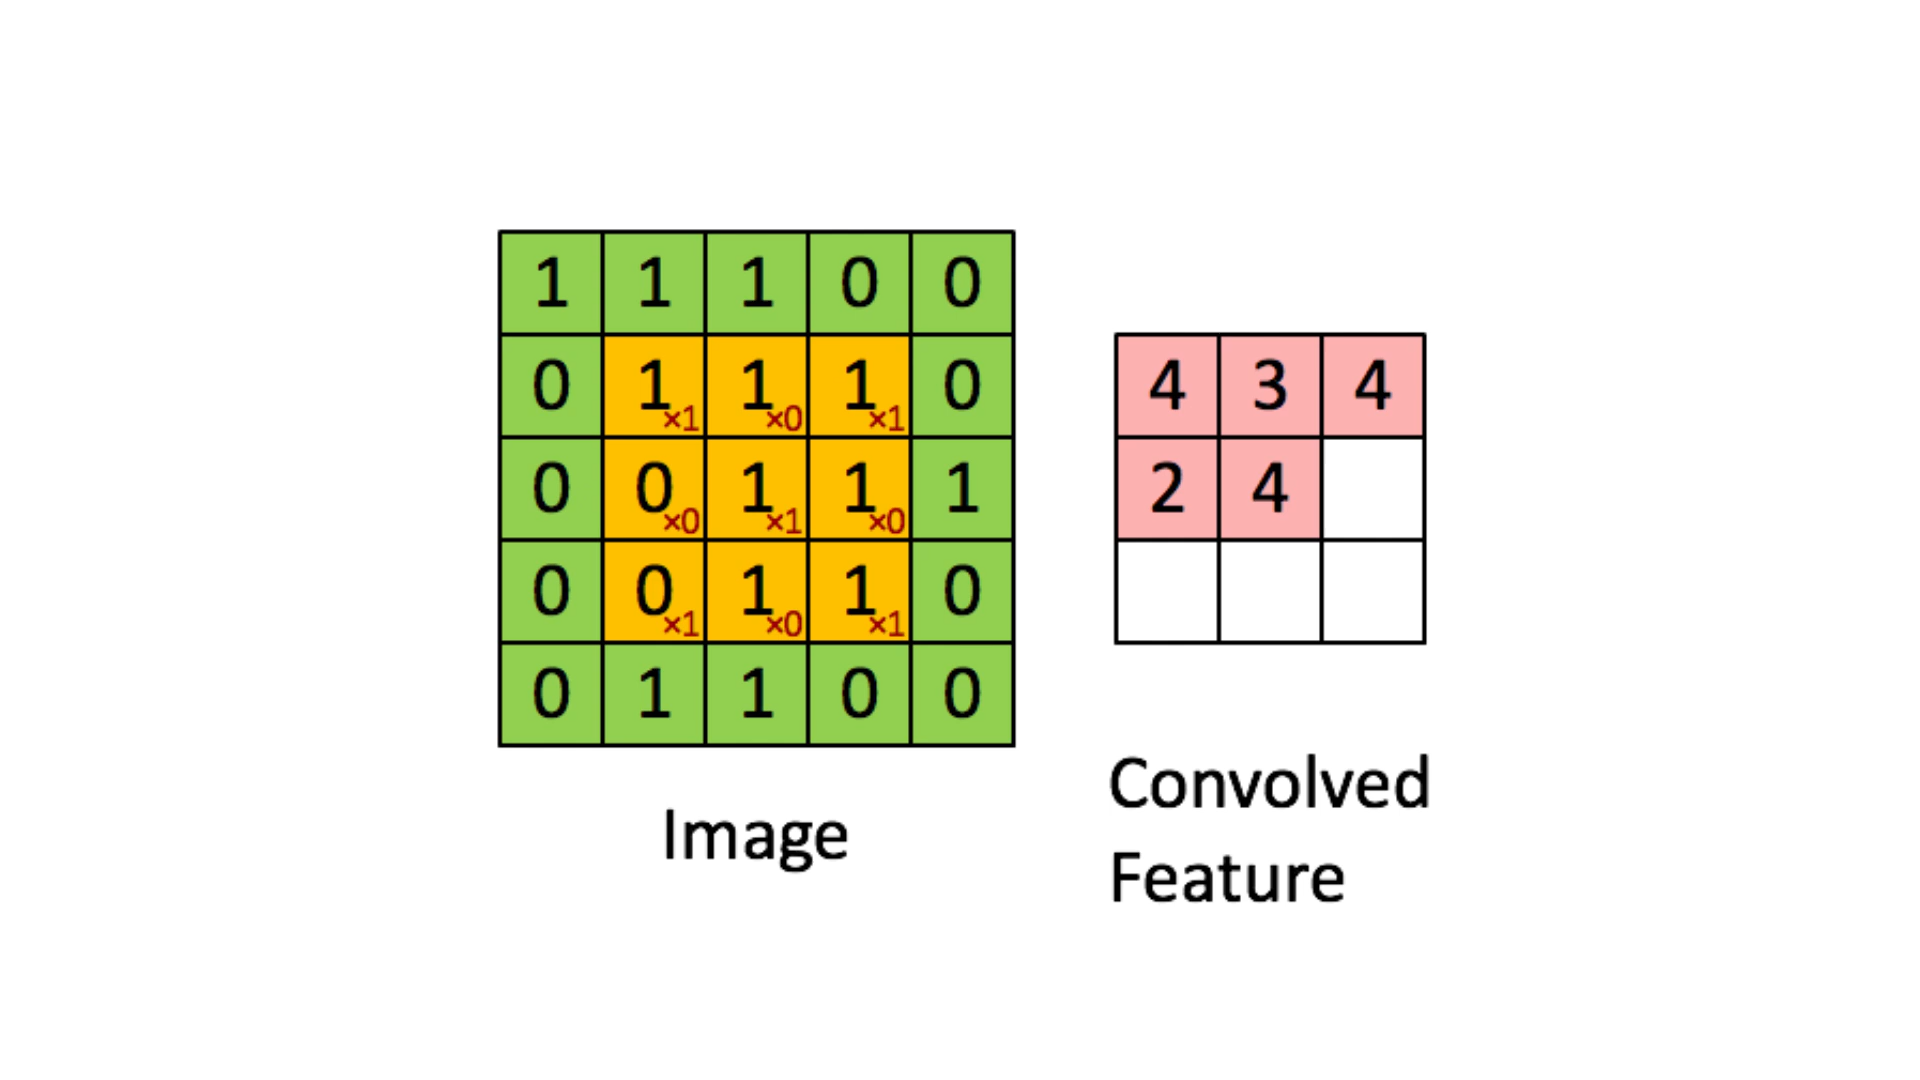 1 1 1 0 0
0 1×1 1×0 1×1 0
0 0×0 1×1 1×0 1
0 0×1 1×0 1×1 0
0 1 1 0 0
Image
4 3 4
2 4
Convolved
Feature